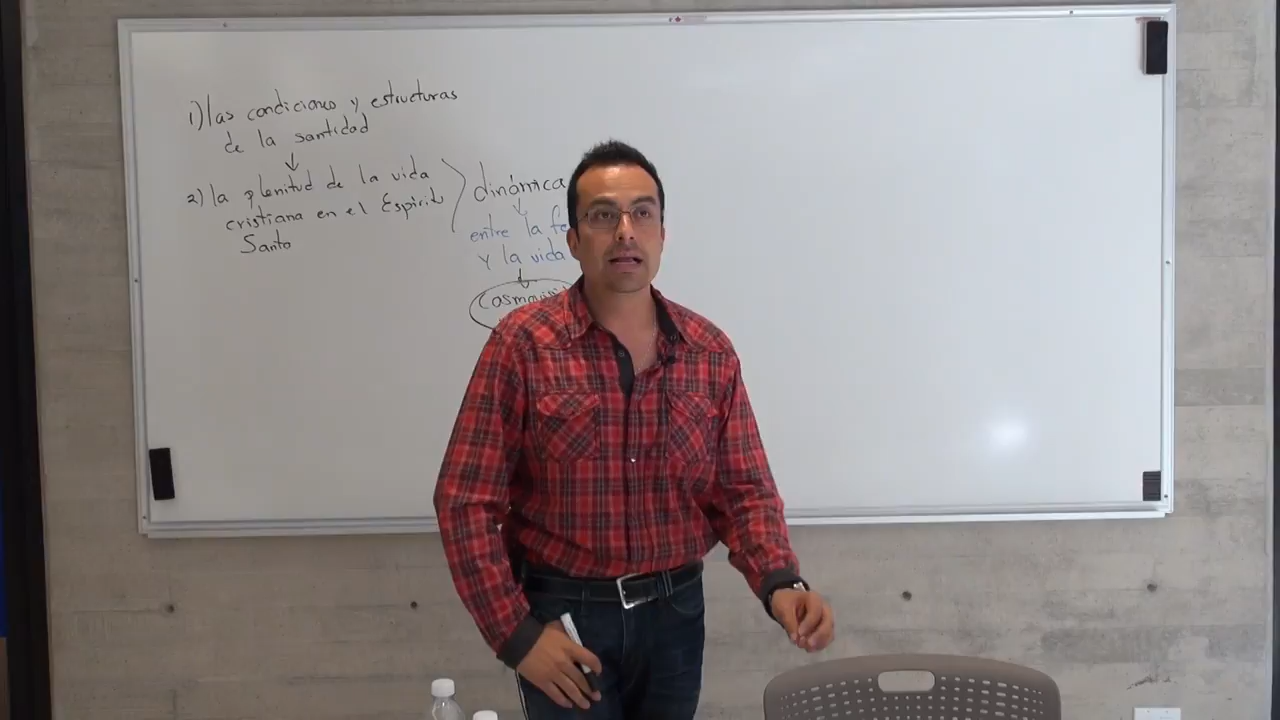 1) las condiciones y estructuras
de la santidad
2) la plenitud de la vida
cristiana en el Espíritu
Santo
dinámica
entre la fe
y la vida